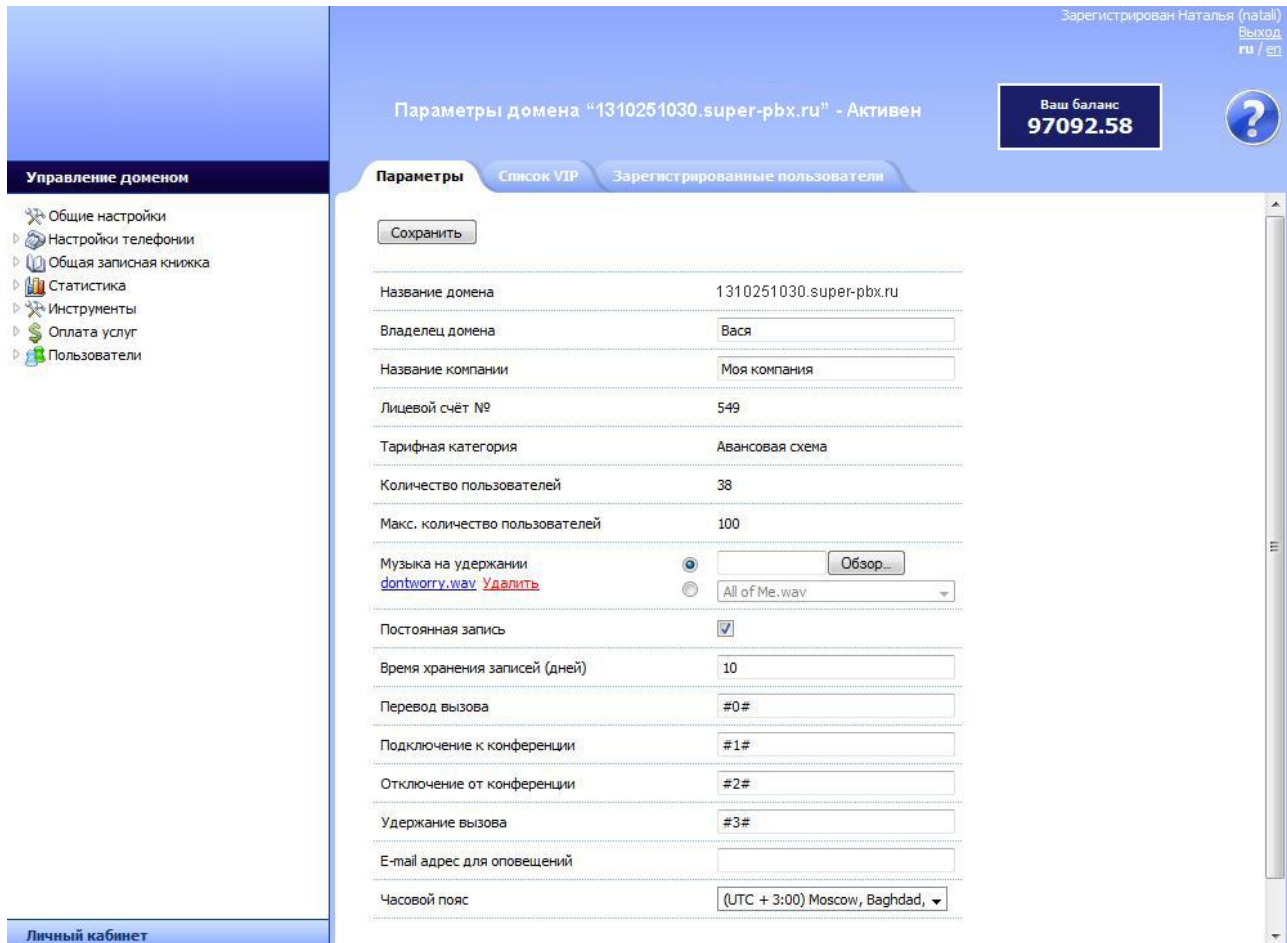 Зарегистрирован Наталья (natali)
Выход
ru / en
Параметры домена “1310251030.super-pbx.ru” - Активен
Ваш баланс
97092.58
?
Управление доменом
Общие настройки
Настройки телефонии
Общая записная книжка
Статистика
Инструменты
Оплата услуг
Пользователи
Личный кабинет
Параметры Список VIP Зарегистрированные пользователи
Сохранить
Название домена 1310251030.super-pbx.ru
Владелец домена Вася
Название компании Моя компания
Лицевой счёт № 549
Тарифная категория Авансовая схема
Количество пользователей 38
Макс. количество пользователей 100
Музыка на удержании Обзор...
dontworry.wav Удалить All of Me.wav
Постоянная запись
Время хранения записей (дней) 10
Перевод вызова #0#
Подключение к конференции #1#
Отключение от конференции #2#
Удержание вызова #3#
E-mail адрес для оповещений
Часовой пояс (UTC + 3:00) Moscow, Baghdad,